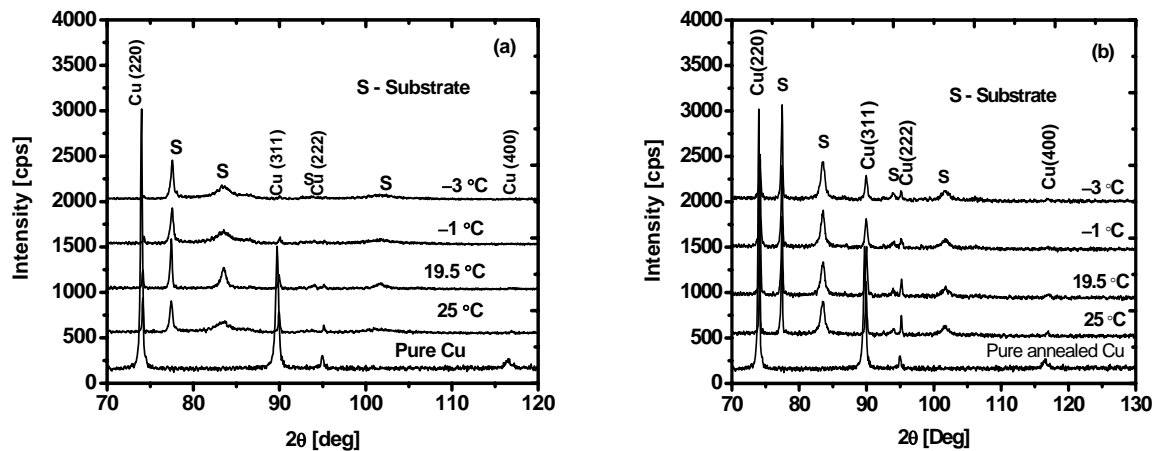 (a)
4000
3500
3000
2500
2000
1500
1000
500
0
Intensity [cps]
Cu (220)
S
S
S - Substrate
Cu (311)
S
Cu (222)
S
Cu (400)
–3 °C
–1 °C
19.5 °C
25 °C
Pure Cu
70 80 90 100 110 120
2θ [deg]
(b)
4000
3500
3000
2500
2000
1500
1000
500
0
Intensity [cps]
Cu(220)
S
S
S - Substrate
Cu(311)
S
Cu(222)
S
Cu(400)
–3 °C
–1 °C
19.5 °C
25 °C
Pure annealed Cu
70 80 90 100 110 120 130
2θ [Deg]